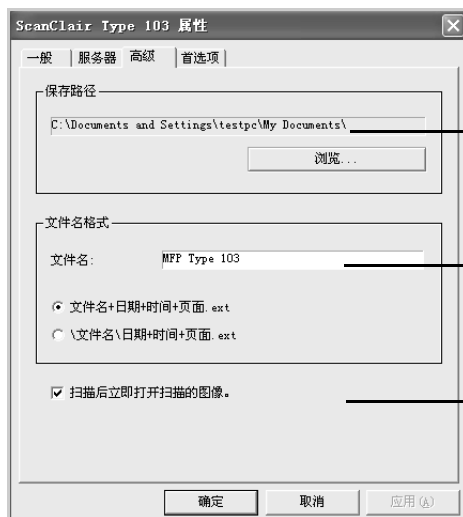 ScanClair Type 103 属性
一般 服务器 高级 首选项
保存路径
C:\Documents and Settings\testpc\My Documents\
浏览...
文件名格式
文件名: MFP Type 103
文件名+日期+时间+页面.ext
\文件名\日期+时间+页面.ext
扫描后立即打开扫描的图像。
确定 取消 应用(A)